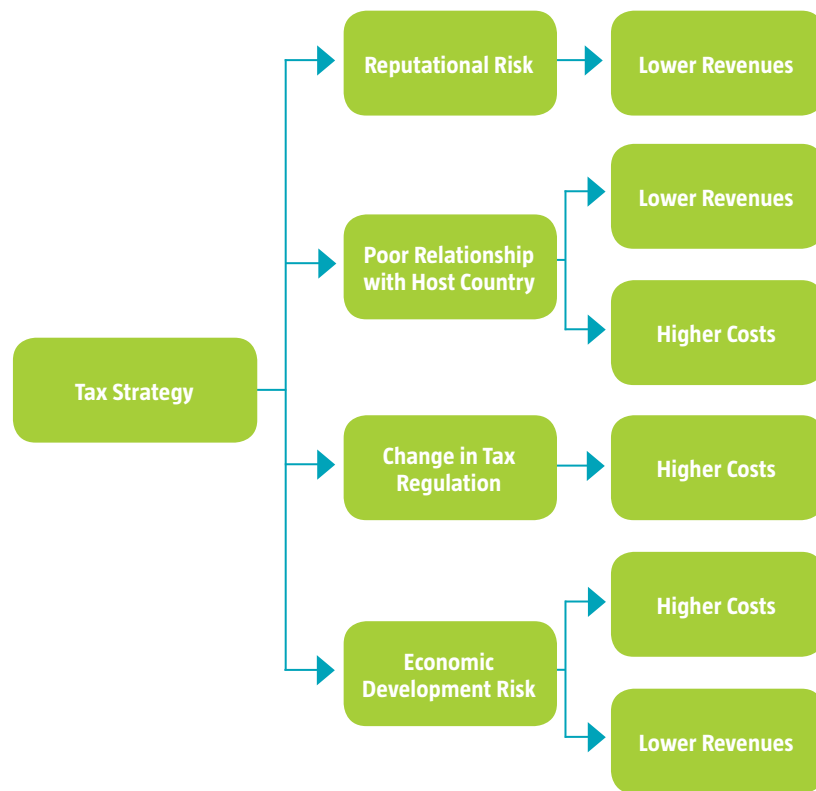 Reputational Risk
Lower Revenues
Lower Revenues
Poor Relationship
with Host Country
Higher Costs
Tax Strategy
Change in Tax
Regulation
Higher Costs
Higher Costs
Economic
Development Risk
Lower Revenues